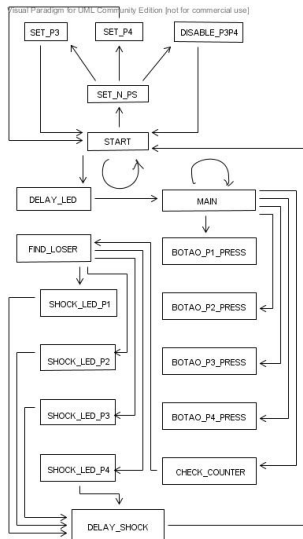 Visual Paradigm for UML Community Edition [not for commercial use]
SET_P3
SET_P4
DISABLE_P3P4
SET_N_PS
START
DELAY_LED
MAIN
FIND_LOSER
BOTAO_P1_PRESS
SHOCK_LED_P1
BOTAO_P2_PRESS
SHOCK_LED_P2
BOTAO_P3_PRESS
SHOCK_LED_P3
BOTAO_P4_PRESS
SHOCK_LED_P4
CHECK_COUNTER
DELAY_SHOCK